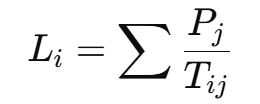 L_i = \sum \frac{P_j}{T_{ij}}